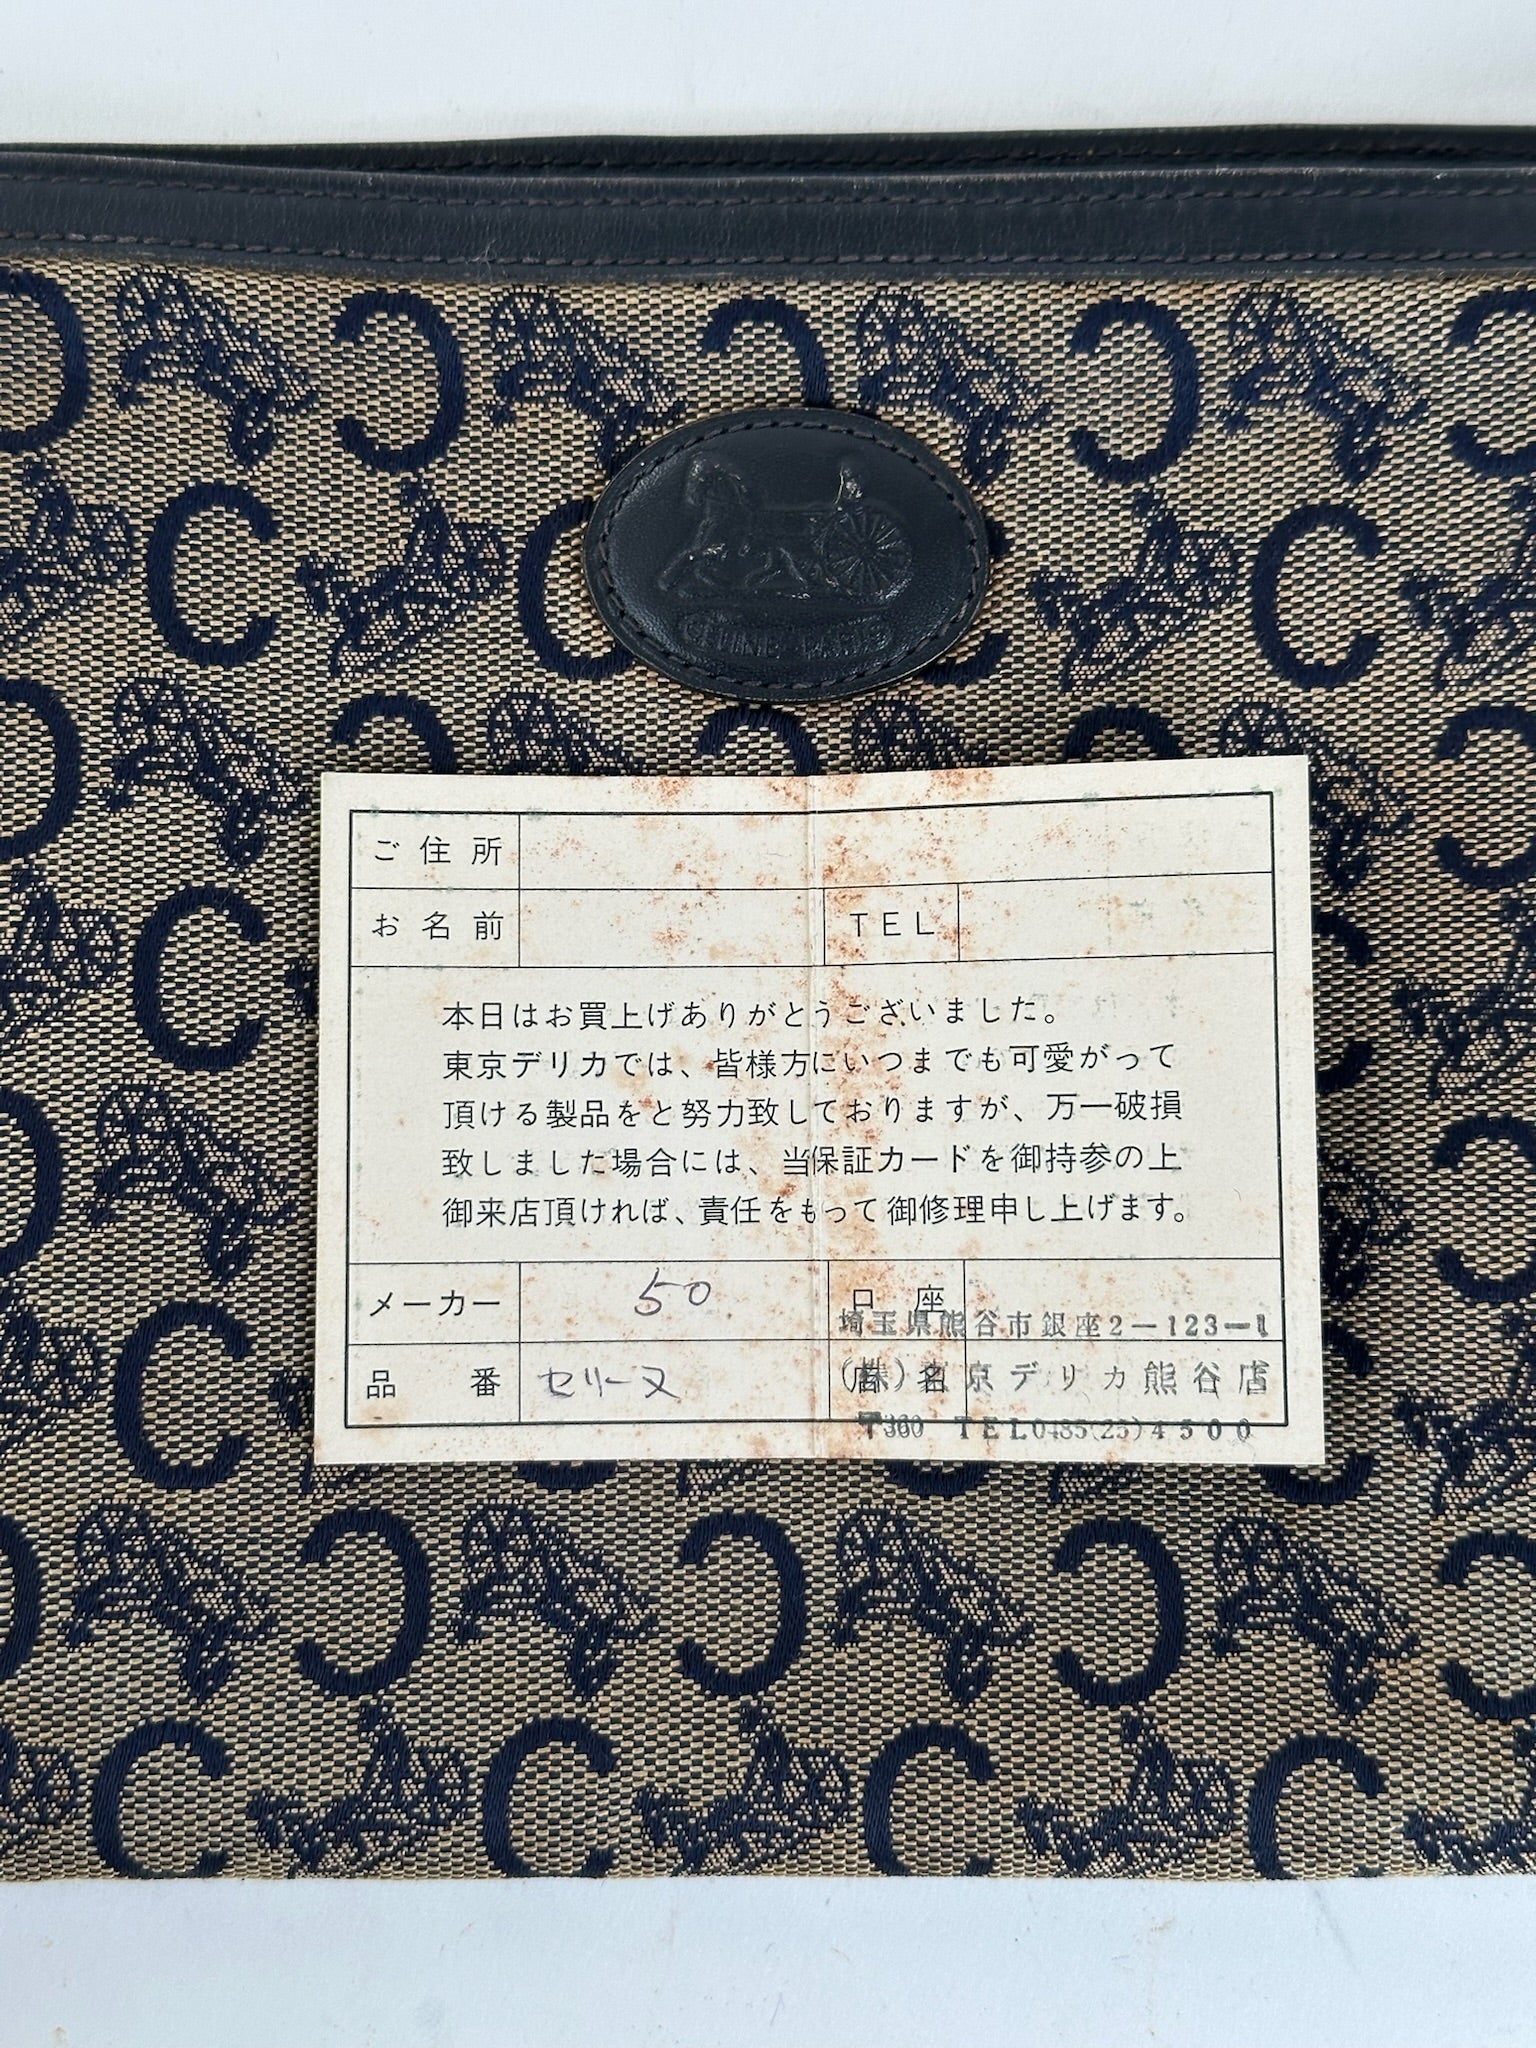 CELINE PARIS
ご住所
お名前 TEL
本日はお買上げありがとうございました。
東京デリカでは、皆様方にいつまでも可愛がって
頂ける製品をと努力致しておりますが、万一破損
致しました場合には、当保証カードを御持参の上
御来店頂ければ、責任をもって御修理申し上げます。
メーカー 50 口座
埼玉県熊谷市銀座2-123-1
品番 セリーヌ 店名
(株)東京デリカ熊谷店
〒360 TEL0485(25)4500